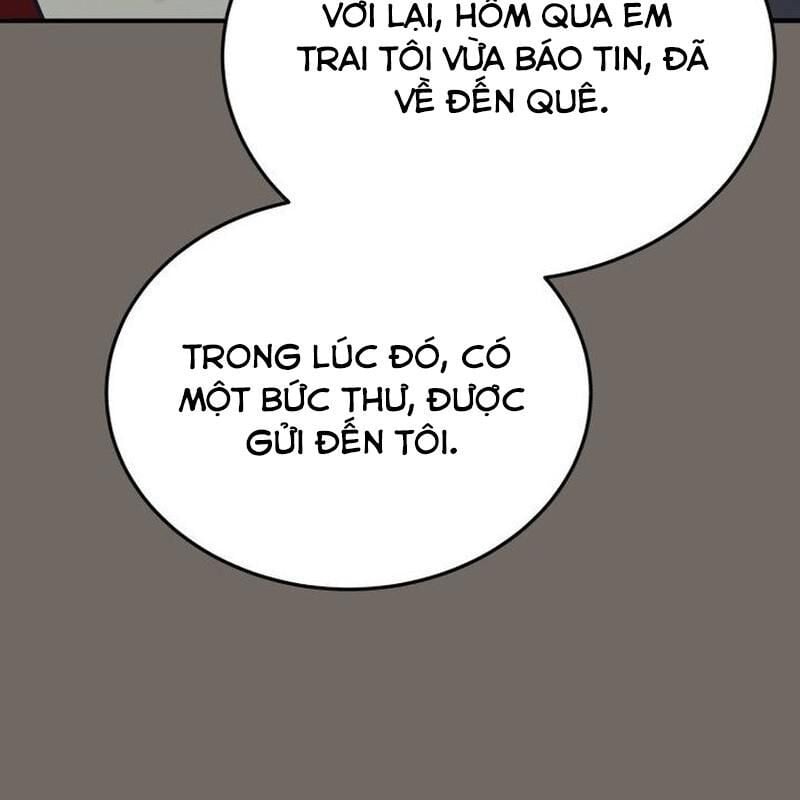 VỚI LẠI, HÔM QUA EM
TRAI TÔI VỪA BÁO TIN, ĐÃ
VỀ ĐẾN QUÊ.
TRONG LÚC ĐÓ, CÓ
MỘT BỨC THƯ, ĐƯỢC
GỬI ĐẾN TÔI.